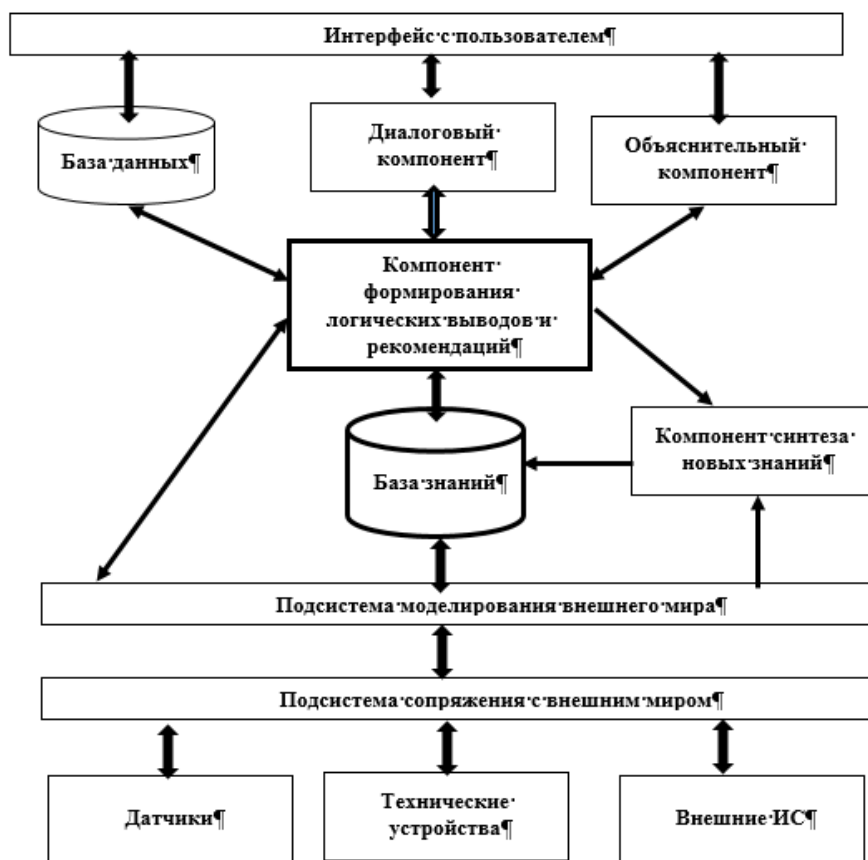 Интерфейс·с·пользователем¶
База·данных¶
Диалоговый·
компонент¶
Объяснительный·
компонент¶
Компонент·
формирования·
логических·выводов·и·
рекомендаций¶
Компонент·синтеза·
новых·знаний¶
База·знаний¶
Подсистема·моделирования·внешнего·мира¶
Подсистема·сопряжения·с·внешним·миром¶
Датчики¶
Технические·
устройства¶
Внешние·ИС¶